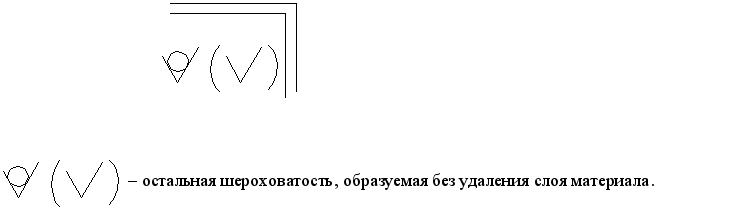 – остальная шероховатость, образуемая без удаления слоя материала.